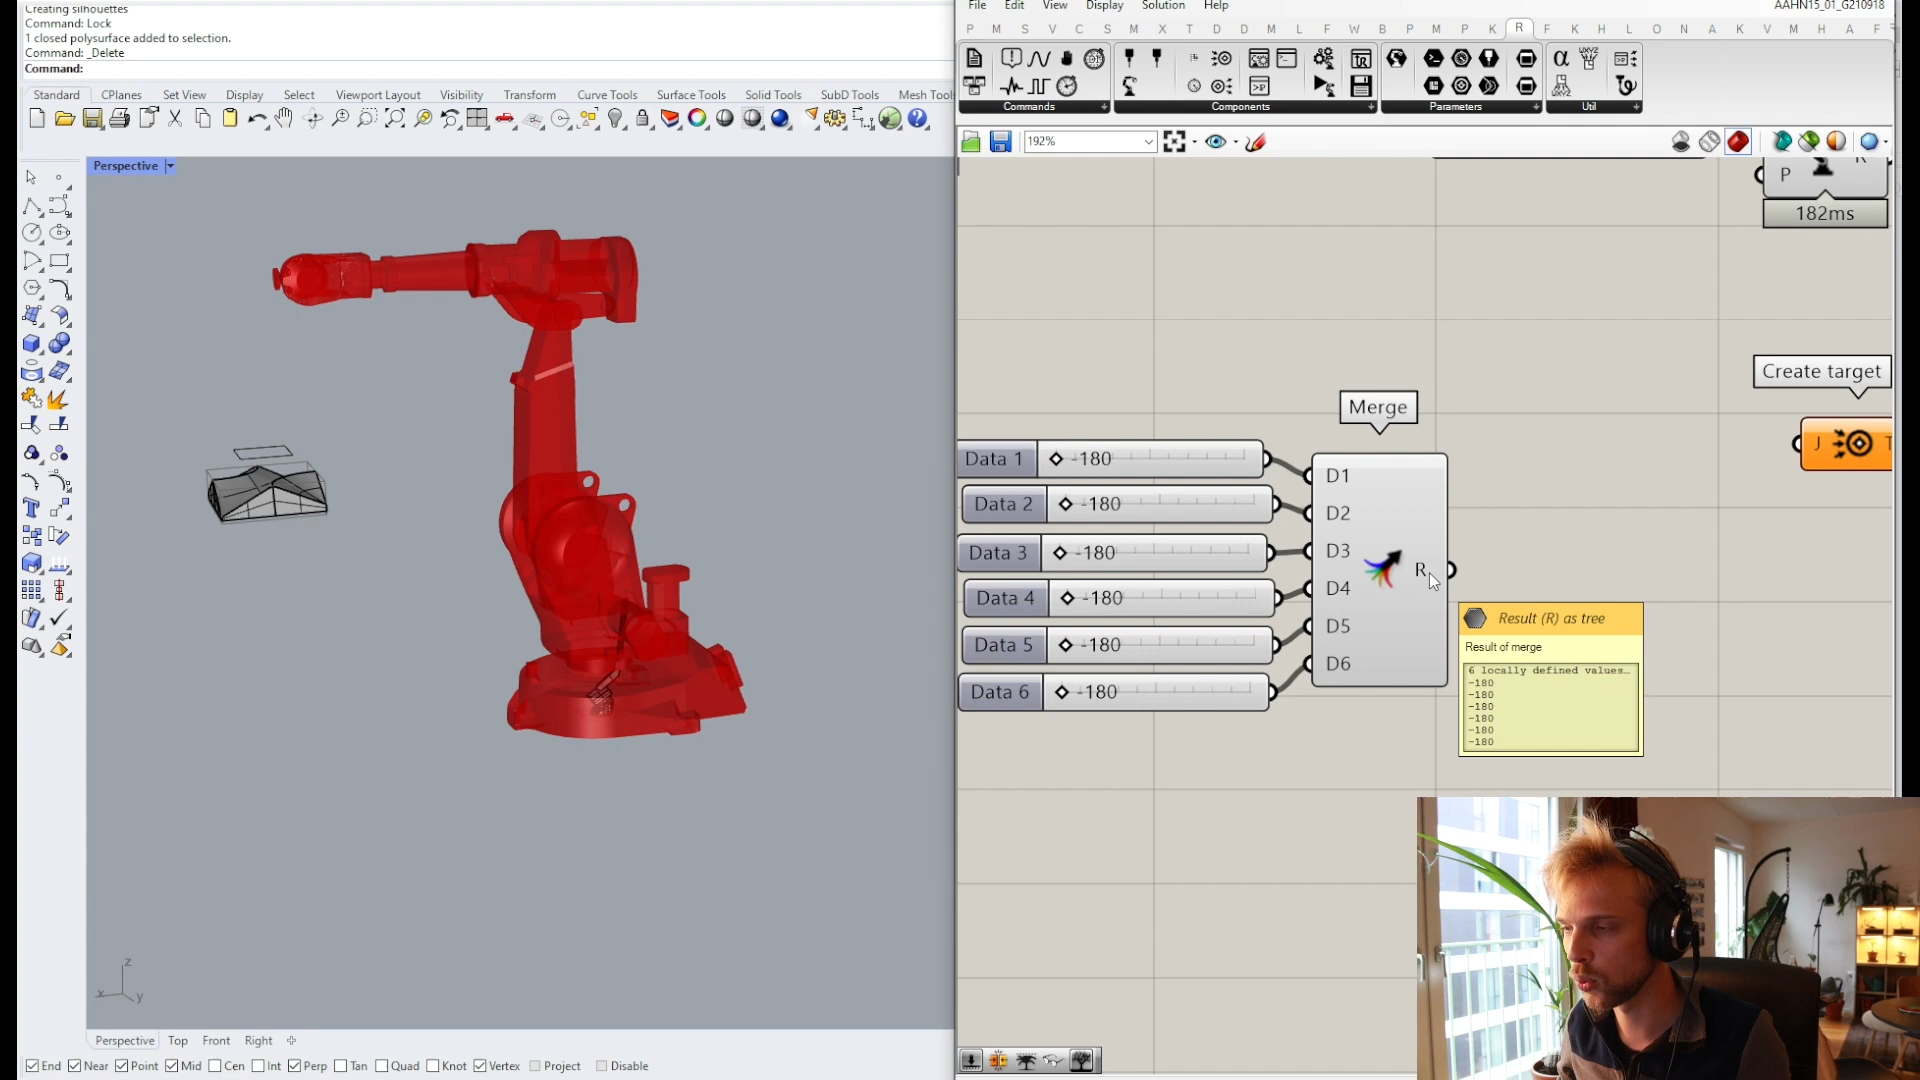 Creating silhouettes
Command: Lock
1 closed polysurface added to selection.
Command: _Delete
Command:
Standard CPlanes Set View Display Select Viewport Layout Visibility Transform Curve Tools Surface Tools Solid Tools SubD Tools Mesh Tool
Perspective
z
x
y
Perspective Top Front Right
End Near Point Mid Cen Int Perp Tan Quad Knot Vertex Project Disable
File Edit View Display Solution Help
AAHN15_01_G210918
P M S V C S M X T D D M L F W B P M P K R F K H L O N A K V M H A F
Commands Components Parameters Util
192%
P
R
182ms
Create target
J
T
Merge
Data 1 -180
Data 2 -180
Data 3 -180
Data 4 -180
Data 5 -180
Data 6 -180
D1
D2
D3
D4
D5
D6
R
Result (R) as tree
Result of merge
6 locally defined values...
-180
-180
-180
-180
-180
-180